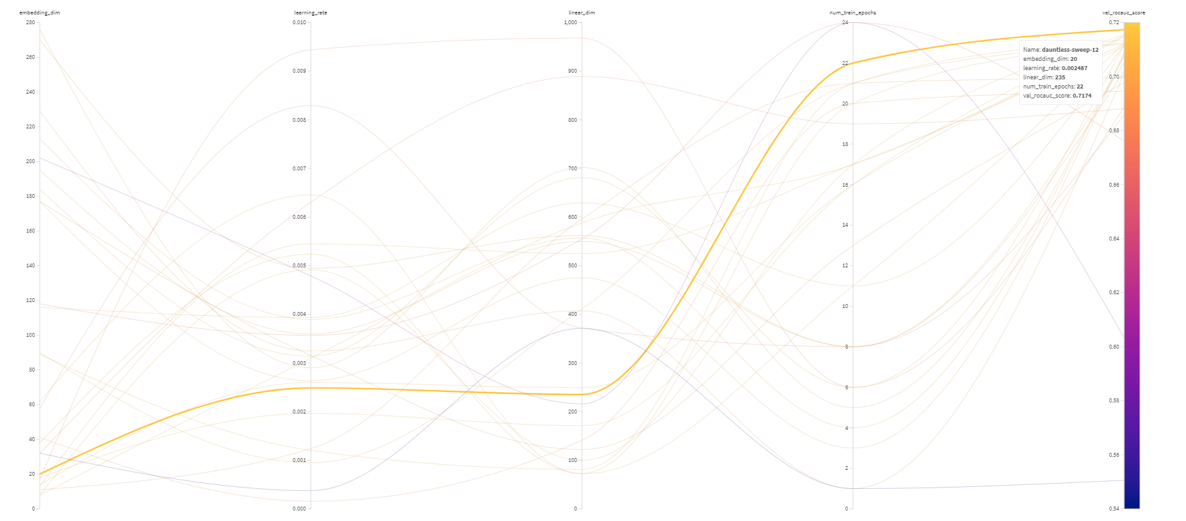 embedding_dim learning_rate linear_dim num_train_epochs val_rocauc_score
280 0.010 1,000 24 0.72
260
0.009 900 22
Name: dauntless-sweep-12
embedding_dim: 20
learning_rate: 0.002487
linear_dim: 235
num_train_epochs: 22
val_rocauc_score: 0.7174
240
0.70
220 0.008 800 20
0.68
200
0.007 700 18
180 0.66
160 0.006 600 16
0.64
140 14
0.005 500 12
0.62
120
0.004 400 10
100 0.60
80 0.003 300 8
60 6 0.58
0.002 200
40 4
0.56
0.001 100
20 2
0 0.000 0 0 0.54